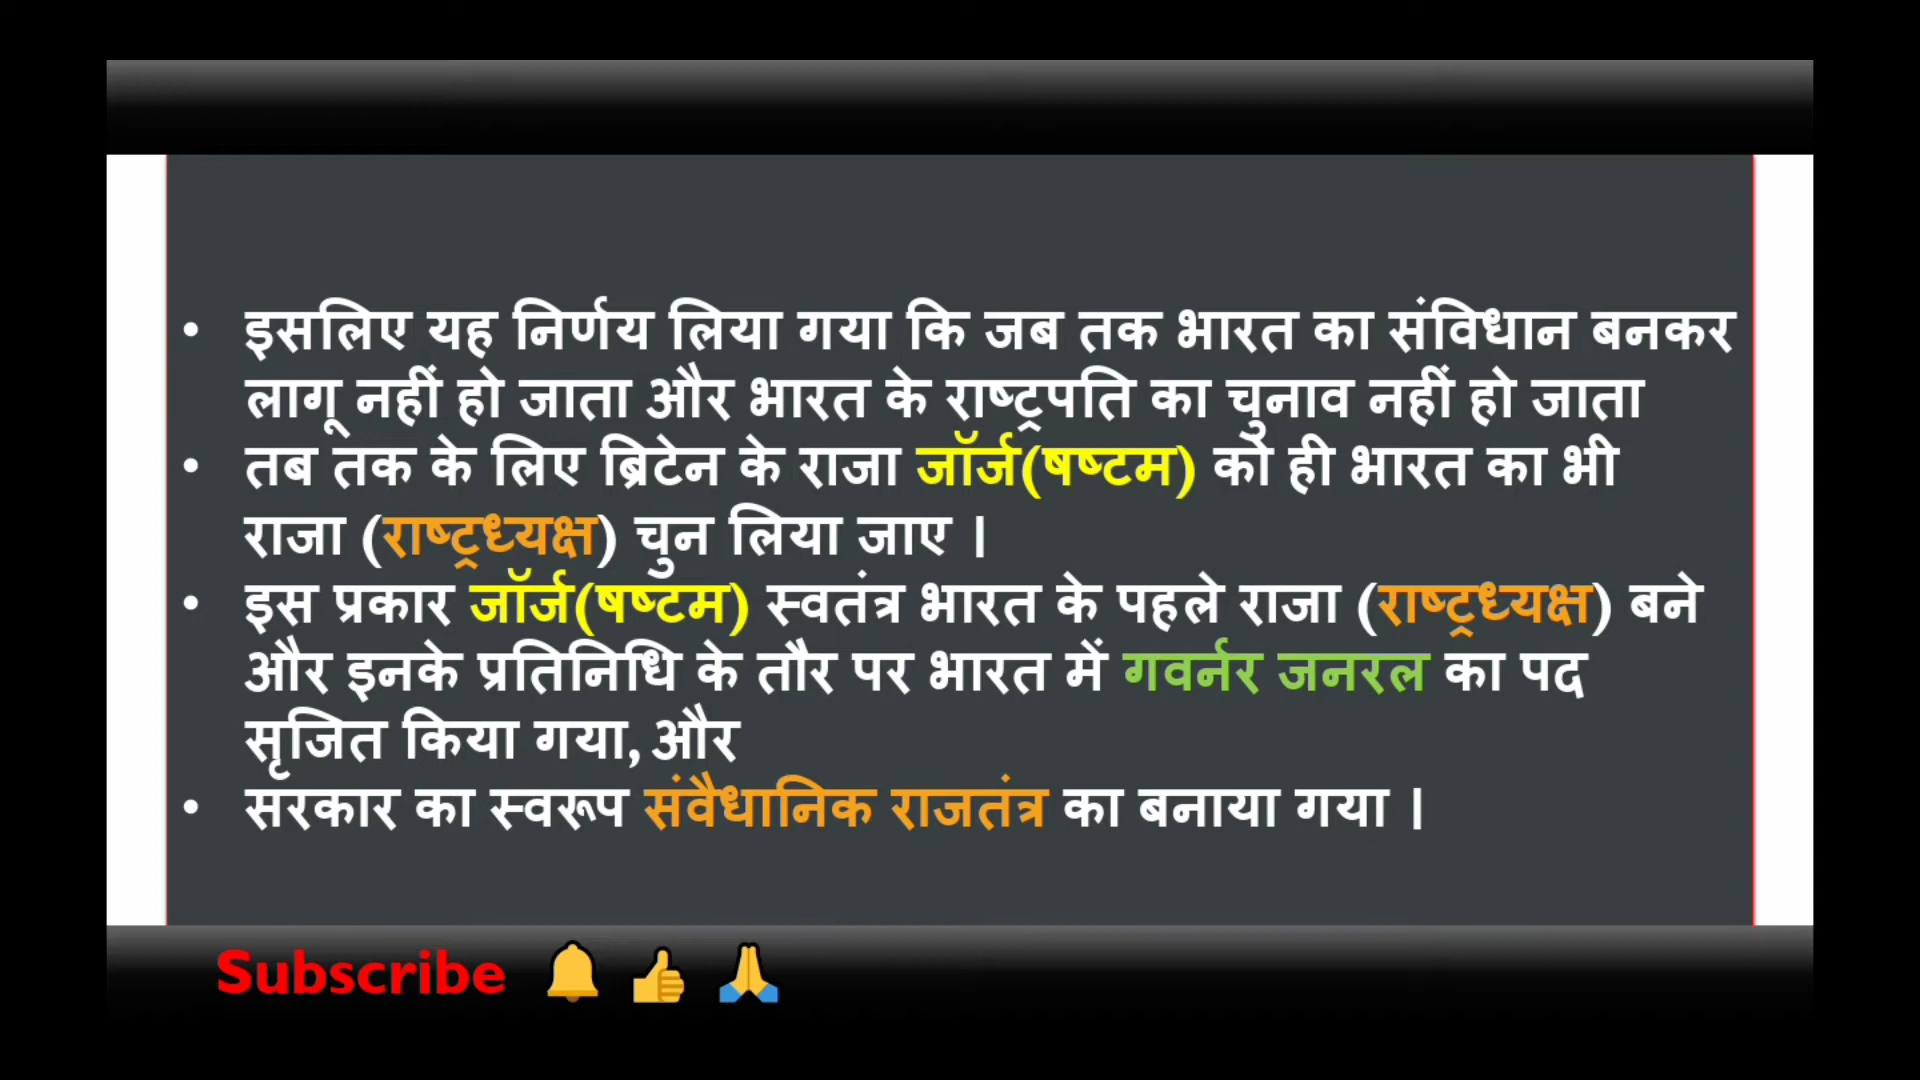 • इसलिए यह निर्णय लिया गया कि जब तक भारत का संविधान बनकर
लागू नहीं हो जाता और भारत के राष्ट्रपति का चुनाव नहीं हो जाता
• तब तक के लिए ब्रिटेन के राजा जॉर्ज(षष्टम) को ही भारत का भी
राजा (राष्ट्रध्यक्ष) चुन लिया जाए |
• इस प्रकार जॉर्ज(षष्टम) स्वतंत्र भारत के पहले राजा (राष्ट्रध्यक्ष) बने
और इनके प्रतिनिधि के तौर पर भारत में गवर्नर जनरल का पद
सृजित किया गया, और
• सरकार का स्वरूप संवैधानिक राजतंत्र का बनाया गया |
Subscribe 🔔 👍 🙏